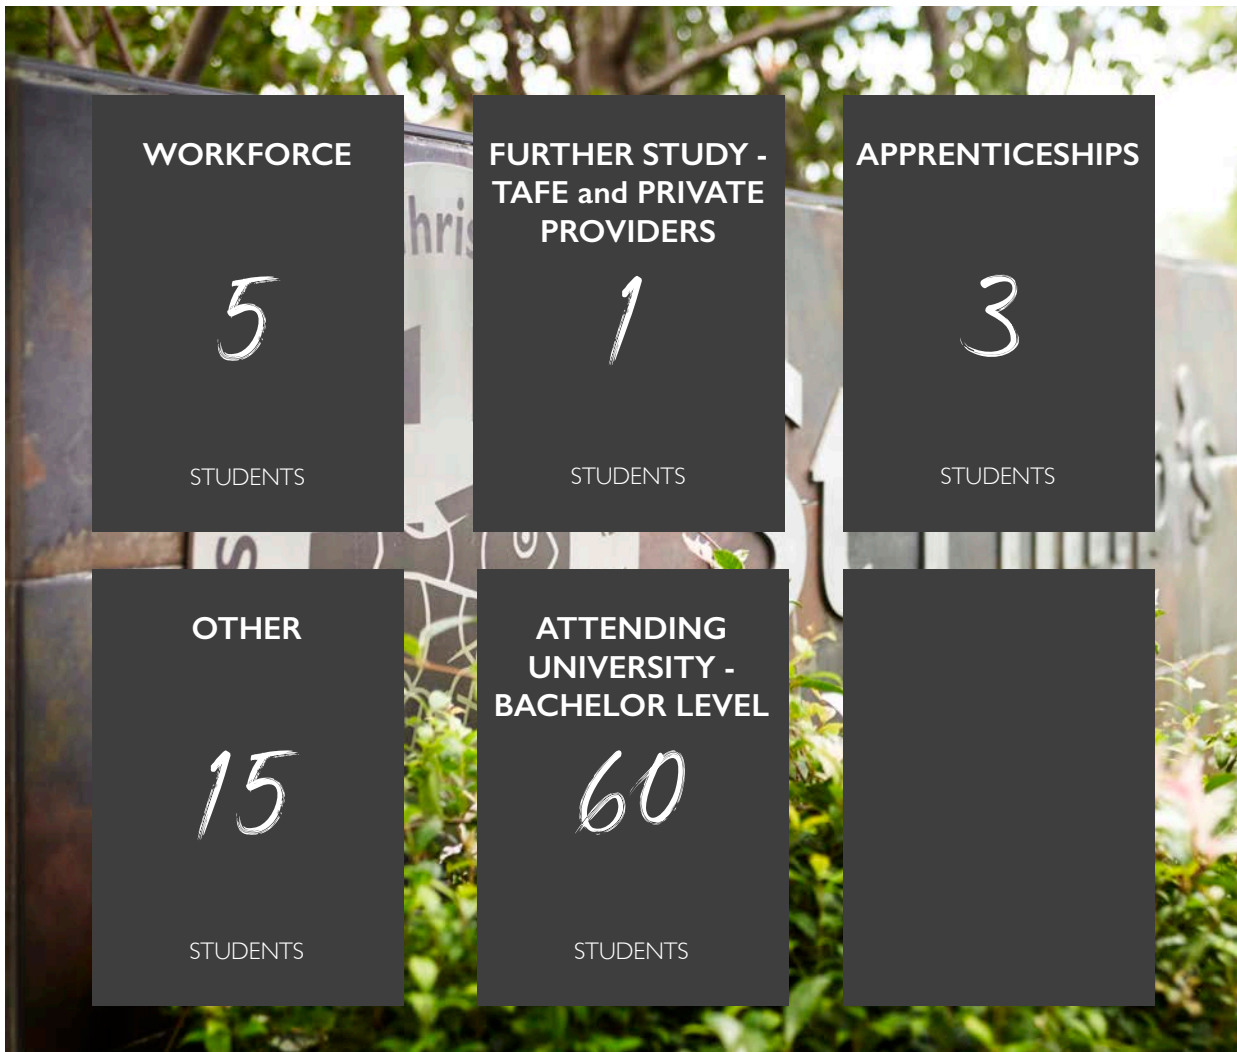 WORKFORCE
5
STUDENTS
FURTHER STUDY -
TAFE and PRIVATE
PROVIDERS
1
STUDENTS
APPRENTICESHIPS
3
STUDENTS
OTHER
15
STUDENTS
ATTENDING
UNIVERSITY -
BACHELOR LEVEL
60
STUDENTS